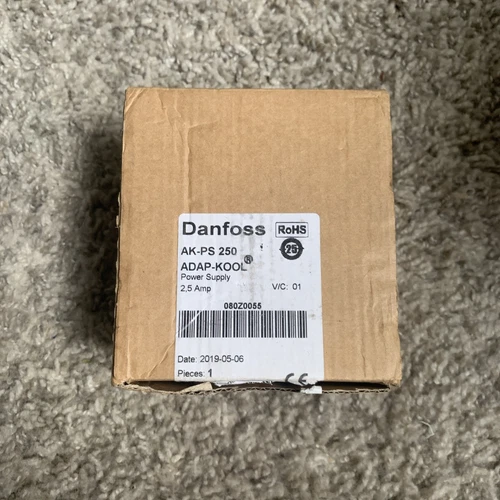 Danfoss RoHS
AK-PS 250 25
ADAP-KOOL®
Power Supply
2,5 Amp V/C: 01
080Z0055
Date: 2019-05-06
Pieces: 1 CE